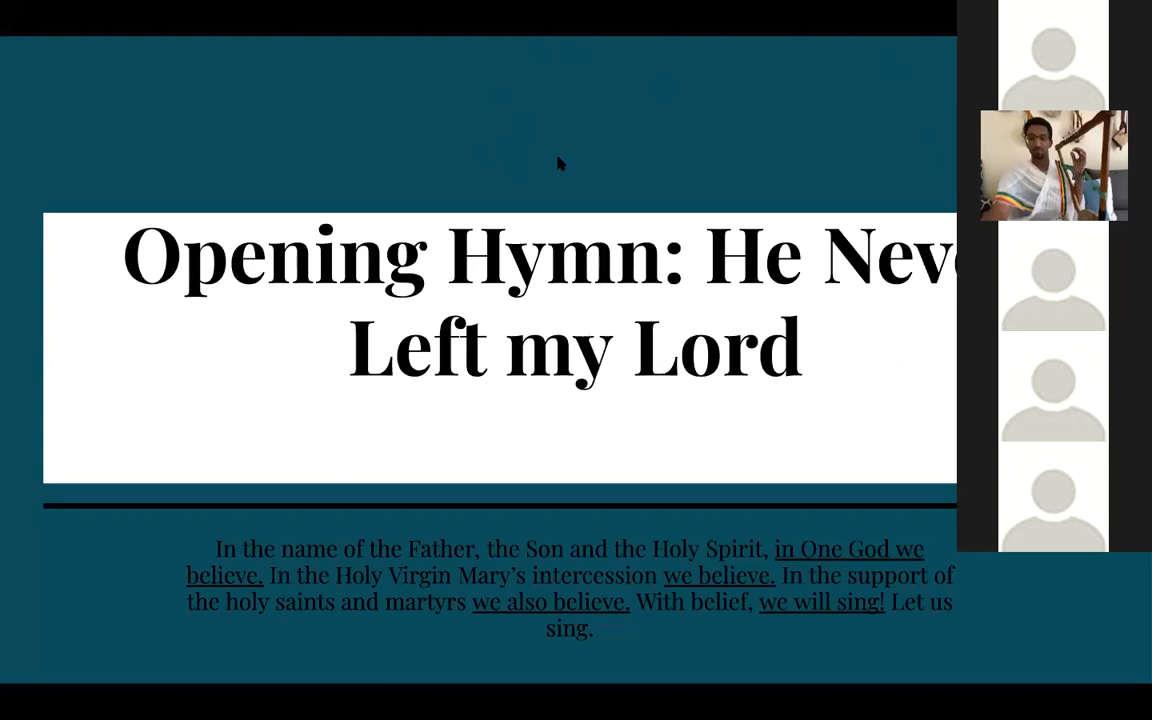 Opening Hymn: He Neve
Left my Lord
In the name of the Father, the Son and the Holy Spirit, in One God we
believe. In the Holy Virgin Mary’s intercession we believe. In the support of
the holy saints and martyrs we also believe. With belief, we will sing! Let us
sing.